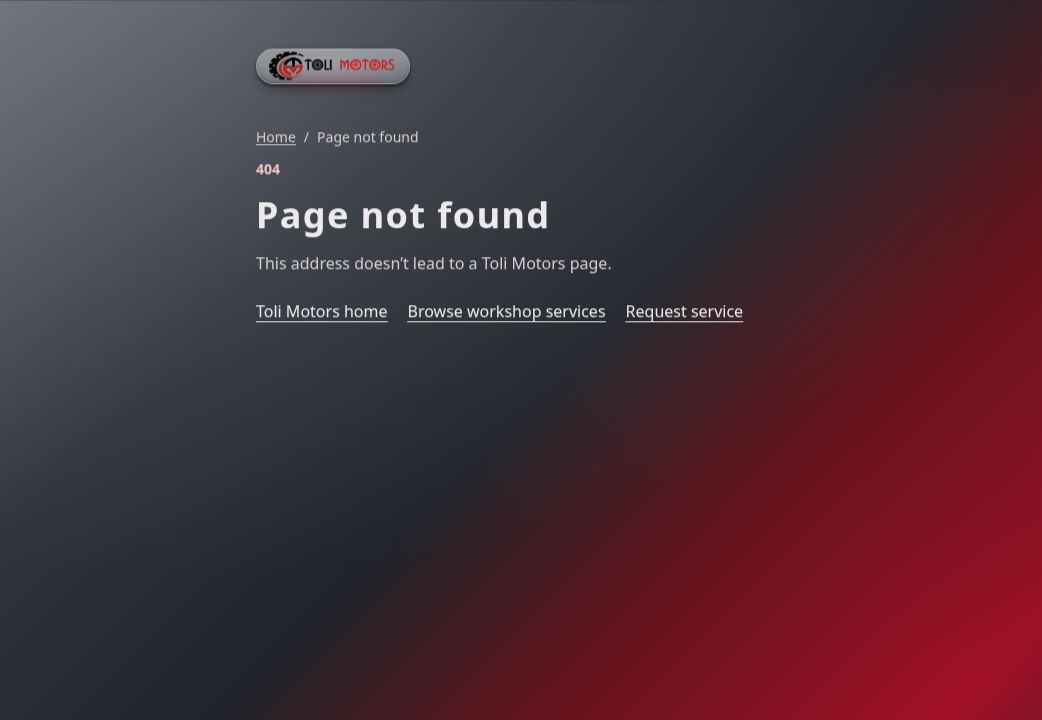 TOLI MOTORS
Home / Page not found
404
Page not found
This address doesn’t lead to a Toli Motors page.
Toli Motors home Browse workshop services Request service